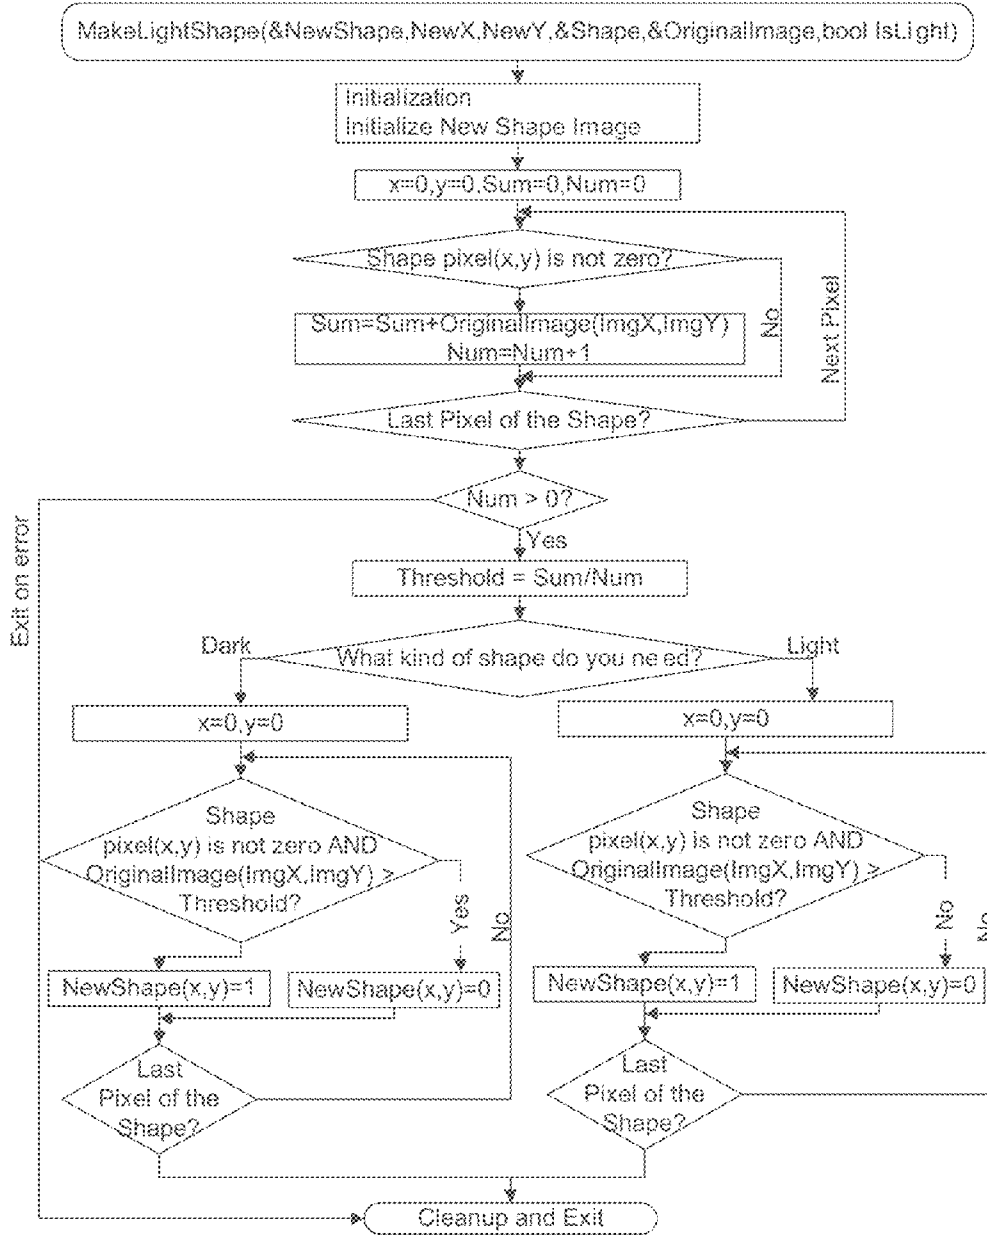 MakeLightShape(&NewShape,NewX,NewY,&Shape,&OriginalImage,bool IsLight)
Initialization
Initialize New Shape Image
x=0,y=0,Sum=0,Num=0
Shape pixel(x,y) is not zero?
No
Next Pixel
Sum=Sum+OriginalImage(ImgX,ImgY)
Num=Num+1
Last Pixel of the Shape?
Num > 0?
Exit on error
Yes
Threshold = Sum/Num
Dark
What kind of shape do you need?
Light
x=0,y=0
x=0,y=0
Shape
pixel(x,y) is not zero AND
OriginalImage(ImgX,ImgY) >
Threshold?
Yes
No
Shape
pixel(x,y) is not zero AND
OriginalImage(ImgX,ImgY) >
Threshold?
No
No
NewShape(x,y)=1
NewShape(x,y)=0
NewShape(x,y)=1
NewShape(x,y)=0
Last
Pixel of the
Shape?
Last
Pixel of the
Shape?
Cleanup and Exit